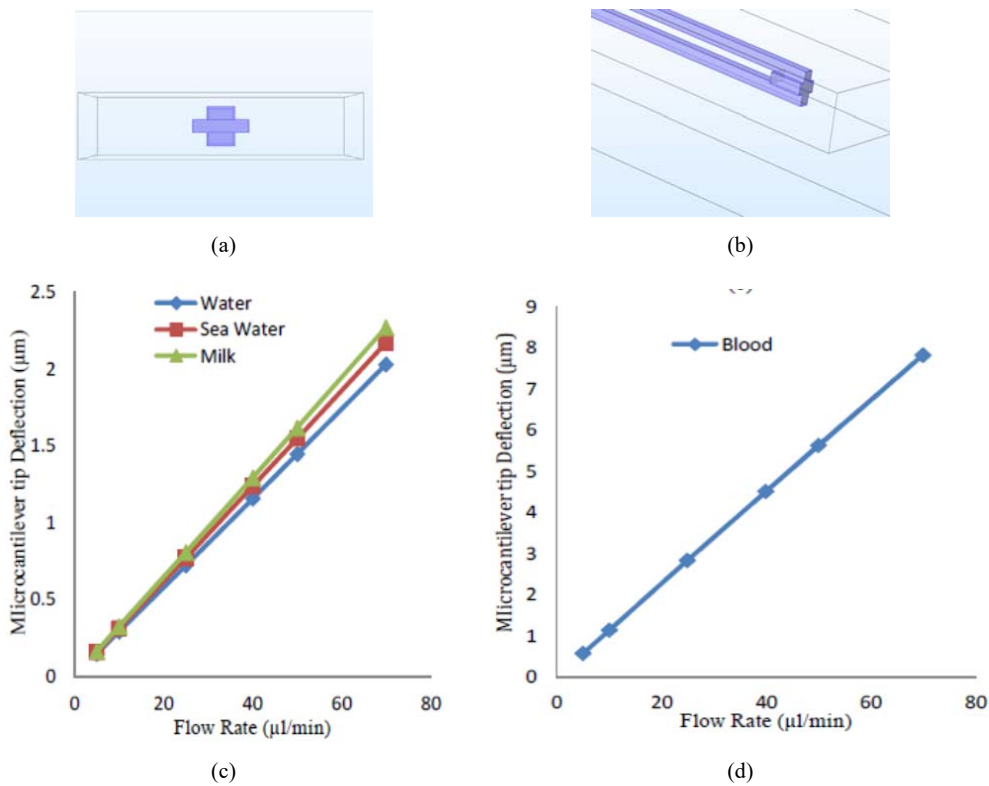 (a)
(b)
2.5
2
1.5
1
0.5
0
0
20
40
60
80
Water
Sea Water
Milk
MIicrocantilever tip Deflection (μm)
Flow Rate (μl/min)
9
8
7
6
5
4
3
2
1
0
0
20
40
60
80
Blood
MIicrocantilever tip Deflection (μm)
Flow Rate (μl/min)
(c)
(d)